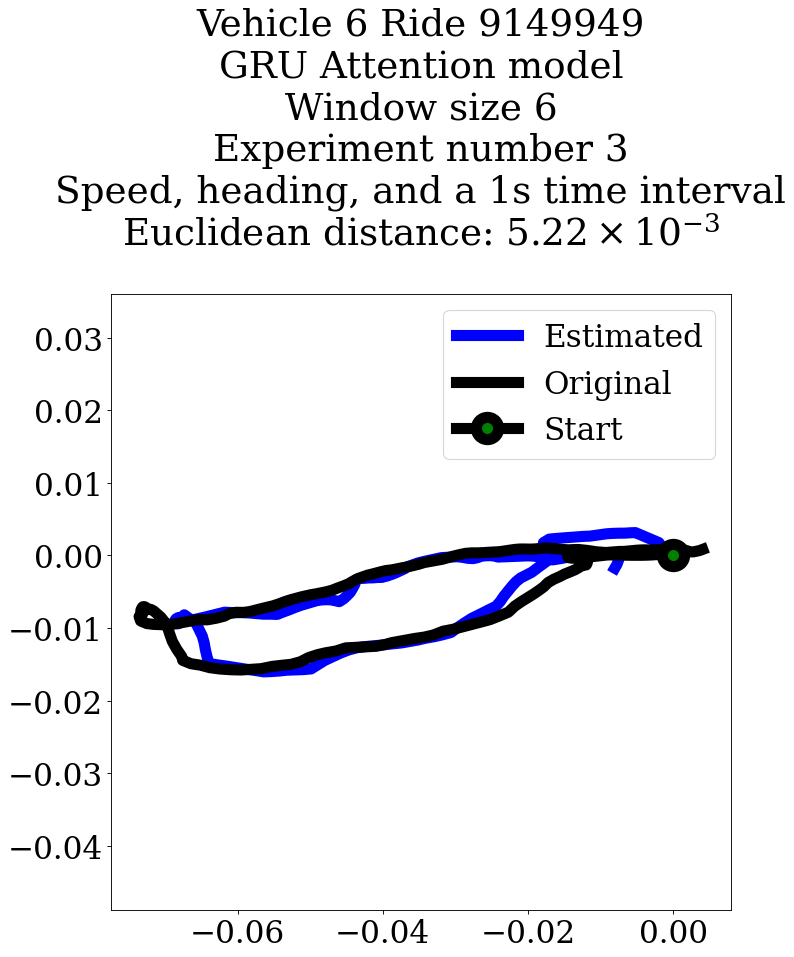 Vehicle 6 Ride 9149949
GRU Attention model
Window size 6
Experiment number 3
Speed, heading, and a 1s time interval
Euclidean distance: 5.22 × 10⁻³
Estimated
Original
Start
0.03
0.02
0.01
0.00
−0.01
−0.02
−0.03
−0.04
−0.06 −0.04 −0.02 0.00